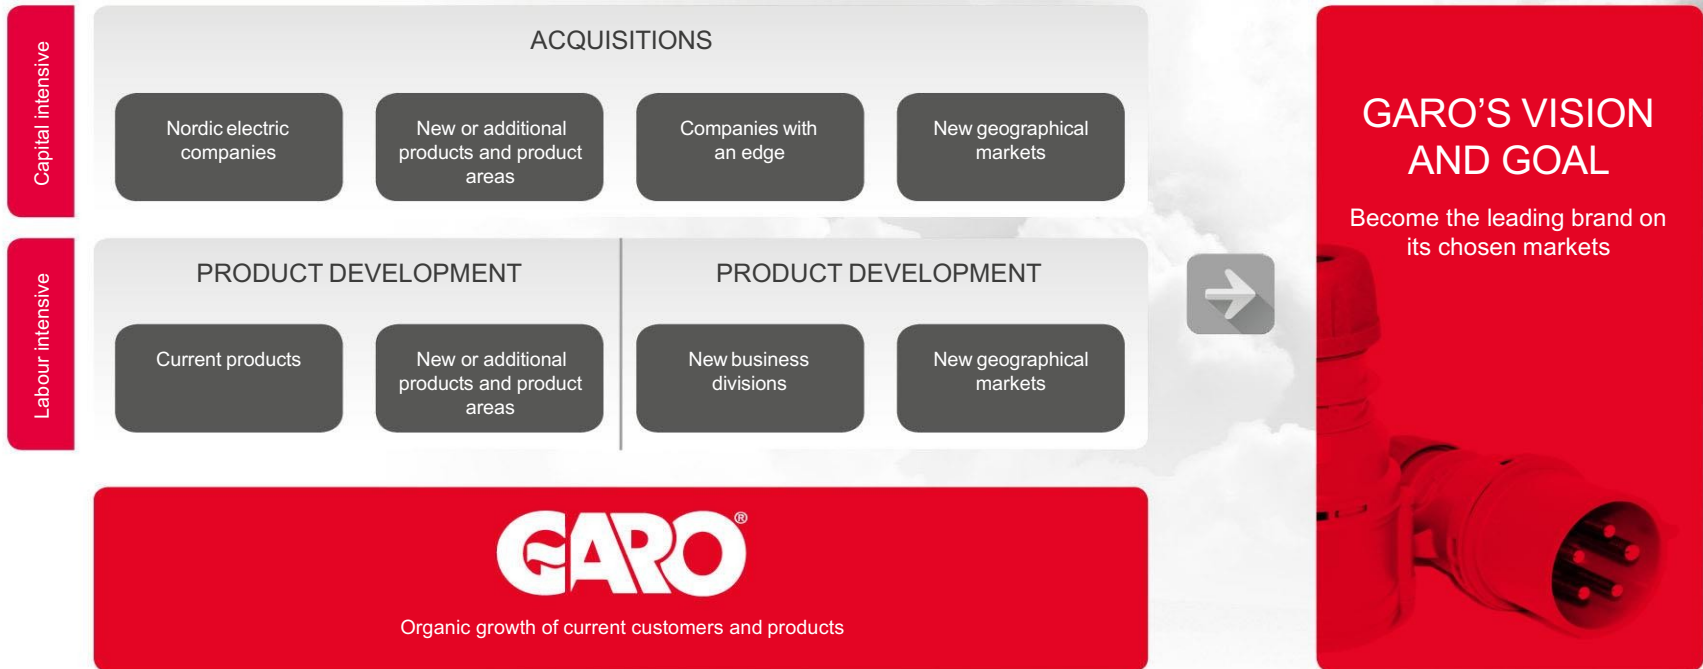 Capital intensive
ACQUISITIONS
Nordic electric
companies
New or additional
products and product
areas
Companies with
an edge
New geographical
markets
Labour intensive
PRODUCT DEVELOPMENT
Current products
New or additional
products and product
areas
PRODUCT DEVELOPMENT
New business
divisions
New geographical
markets
GARO®
Organic growth of current customers and products
GARO’S VISION
AND GOAL
Become the leading brand on
its chosen markets